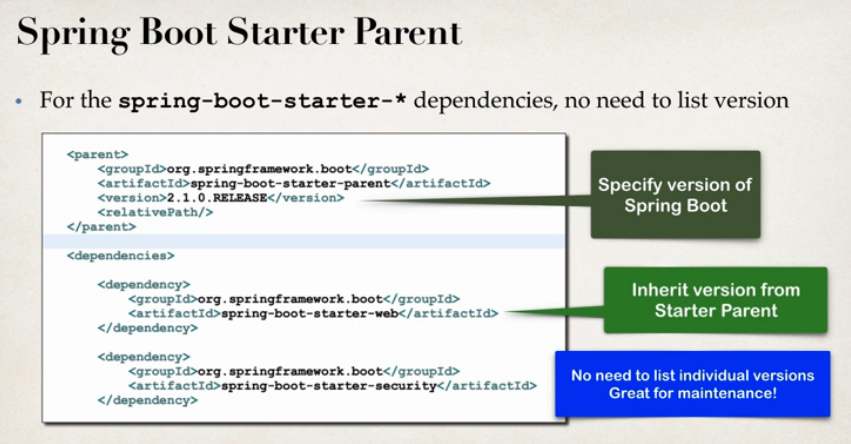 Spring Boot Starter Parent
• For the spring-boot-starter-* dependencies, no need to list version
<parent>
<groupId>org.springframework.boot</groupId>
<artifactId>spring-boot-starter-parent</artifactId>
<version>2.1.0.RELEASE</version>
<relativePath/>
</parent>
Specify version of
Spring Boot
<dependencies>
<dependency>
<groupId>org.springframework.boot</groupId>
<artifactId>spring-boot-starter-web</artifactId>
</dependency>
Inherit version from
Starter Parent
<dependency>
<groupId>org.springframework.boot</groupId>
<artifactId>spring-boot-starter-security</artifactId>
</dependency>
No need to list individual versions
Great for maintenance!